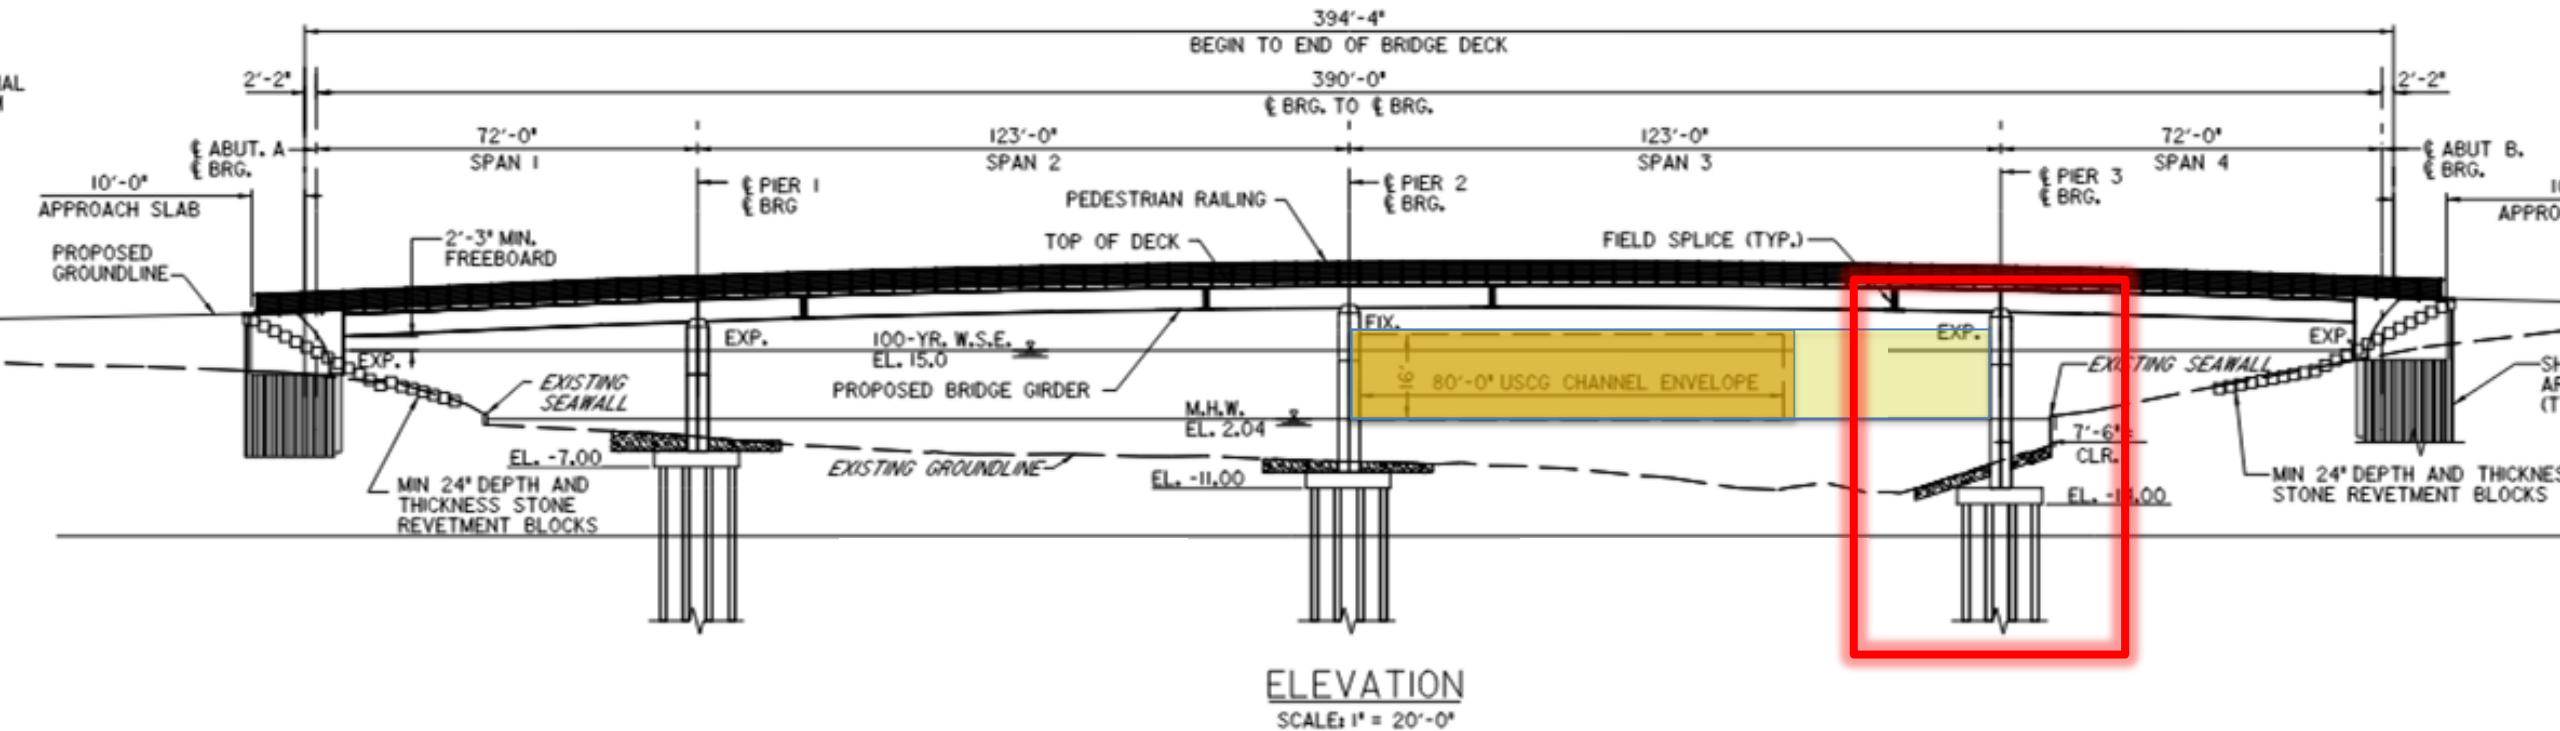 394'-4"
BEGIN TO END OF BRIDGE DECK
2'-2"
390'-0"
2'-2"
℄ BRG. TO ℄ BRG.
72'-0"
123'-0"
123'-0"
72'-0"
SPAN 1
SPAN 2
SPAN 3
SPAN 4
℄ ABUT. A
℄ BRG.
℄ ABUT B.
℄ BRG.
10'-0"
APPROACH SLAB
℄ PIER 1
℄ BRG
PEDESTRIAN RAILING
℄ PIER 2
℄ BRG.
℄ PIER 3
℄ BRG.
PROPOSED
GROUNDLINE
2'-3" MIN.
FREEBOARD
TOP OF DECK
FIELD SPLICE (TYP.)
EXP.
EXP.
100-YR. W.S.E.
EL. 15.0
FIX.
EXP.
EXP.
EXISTING
SEAWALL
PROPOSED BRIDGE GIRDER
16'
80'-0" USCG CHANNEL ENVELOPE
EXISTING SEAWALL
M.H.W.
EL. 2.04
7'-6"±
CLR.
EL. -7.00
EXISTING GROUNDLINE
EL. -11.00
MIN 24" DEPTH AND
THICKNESS STONE
REVETMENT BLOCKS
MIN 24" DEPTH AND THICKNES
STONE REVETMENT BLOCKS
ELEVATION
SCALE: 1" = 20'-0"